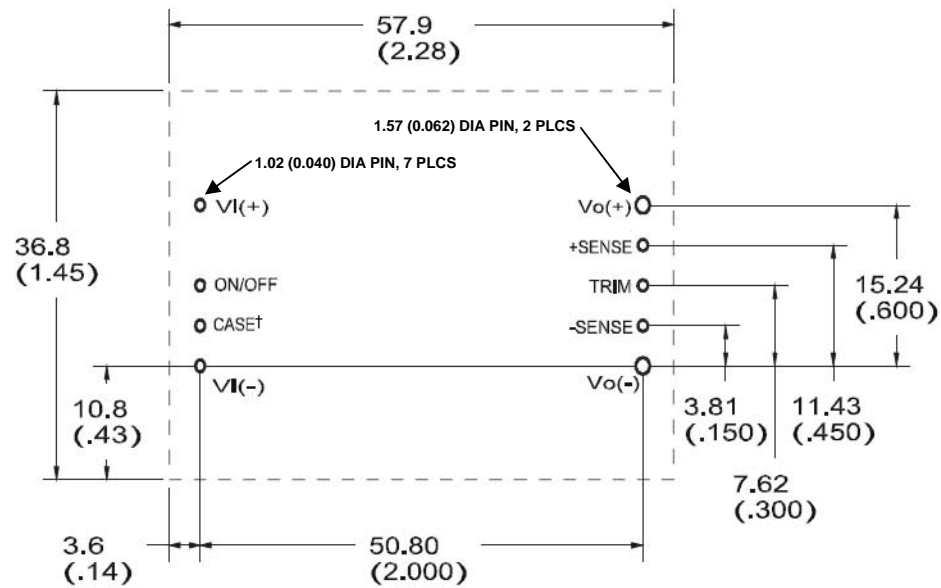 57.9
(2.28)
1.57 (0.062) DIA PIN, 2 PLCS
1.02 (0.040) DIA PIN, 7 PLCS
VI(+)
Vo(+)
36.8
(1.45)
+SENSE
ON/OFF
TRIM
15.24
(.600)
CASE†
-SENSE
VI(-)
Vo(-)
10.8
(.43)
3.81
(.150)
11.43
(.450)
7.62
(.300)
3.6
(.14)
50.80
(2.000)